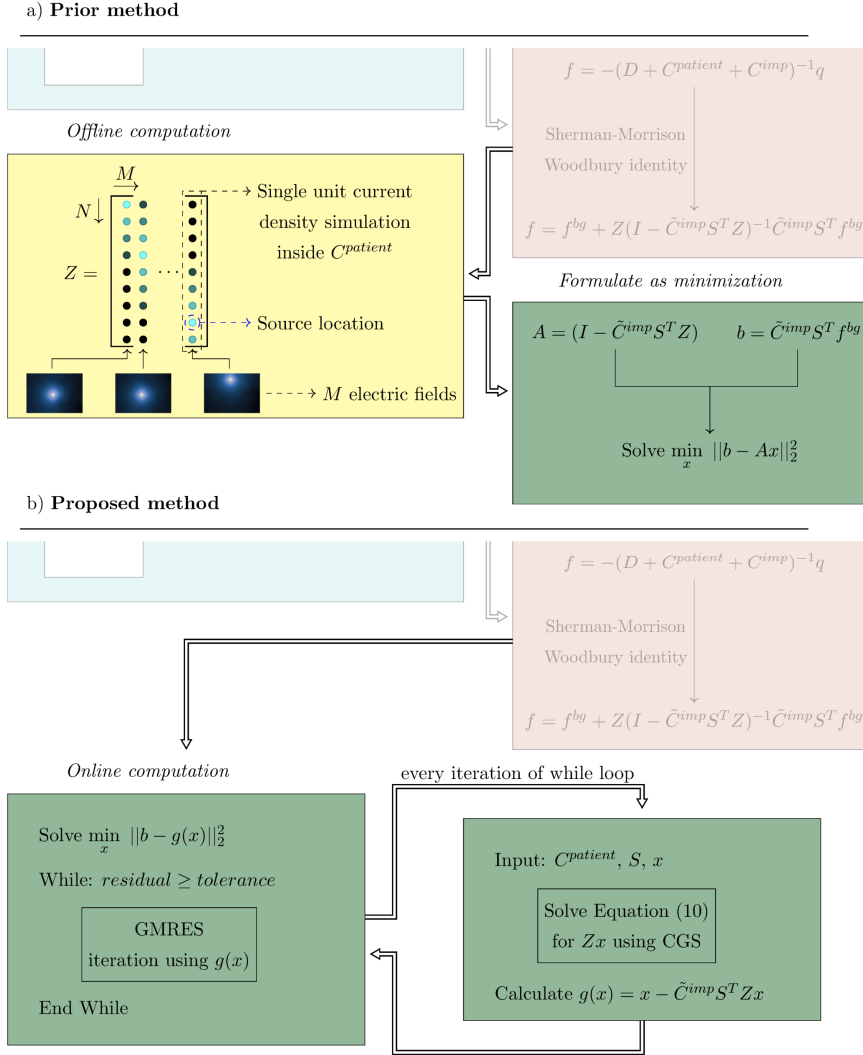 a) Prior method
f = −(D + C^{patient} + C^{imp})^{−1}q
Offline computation
Sherman-Morrison
Woodbury identity
M
N
Z =
· · ·
Single unit current
density simulation
inside C^{patient}
Source location
M electric fields
f = f^{bg} + Z(I − C̃^{imp}S^T Z)^{−1}C̃^{imp}S^T f^{bg}
Formulate as minimization
A = (I − C̃^{imp}S^T Z) b = C̃^{imp}S^T f^{bg}
Solve min_x ||b − Ax||_2^2
b) Proposed method
f = −(D + C^{patient} + C^{imp})^{−1}q
Sherman-Morrison
Woodbury identity
f = f^{bg} + Z(I − C̃^{imp}S^T Z)^{−1}C̃^{imp}S^T f^{bg}
Online computation
every iteration of while loop
Solve min_x ||b − g(x)||_2^2
While: residual ≥ tolerance
GMRES
iteration using g(x)
End While
Input: C^{patient}, S, x
Solve Equation (10)
for Zx using CGS
Calculate g(x) = x − C̃^{imp}S^T Zx